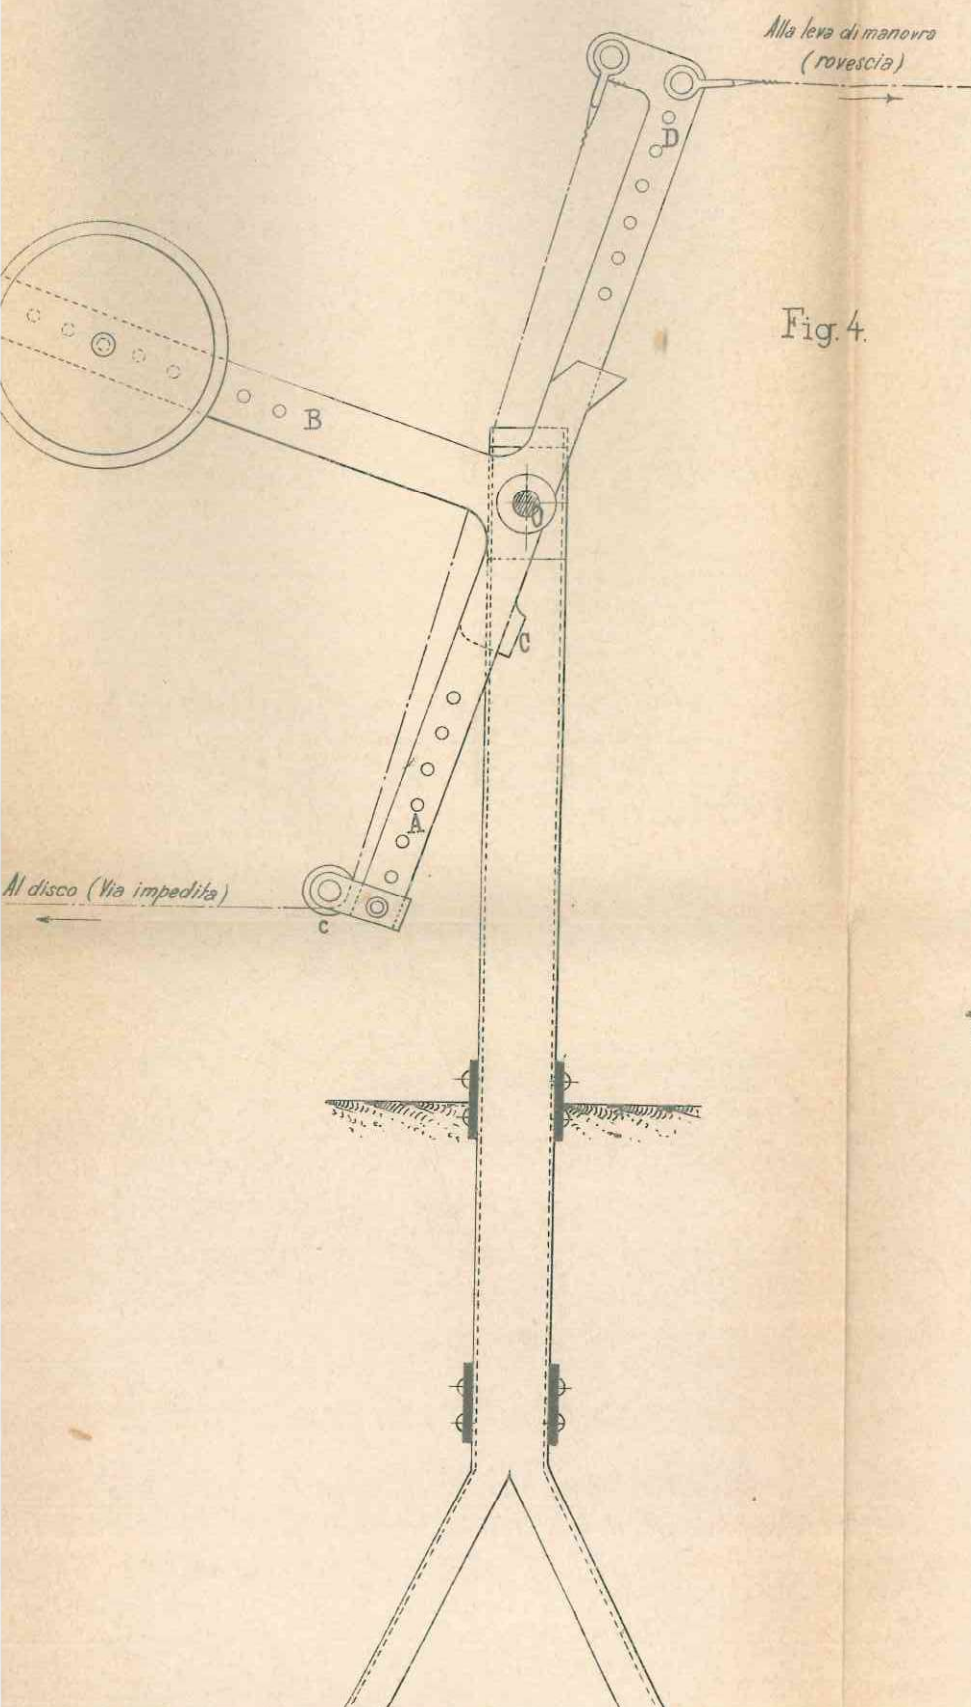 Alla leva di manovra
(rovescia)
D
Fig. 4.
B
O
C
A
Al disco (Via impedita)
c